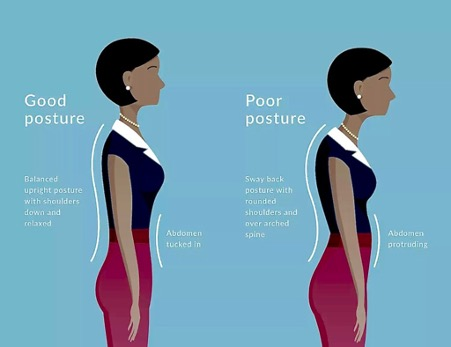 Good
posture
Balanced
upright posture
with shoulders
down and
relaxed
Abdomen
tucked in
Poor
posture
Sway back
posture with
rounded
shoulders and
over arched
spine
Abdomen
protruding